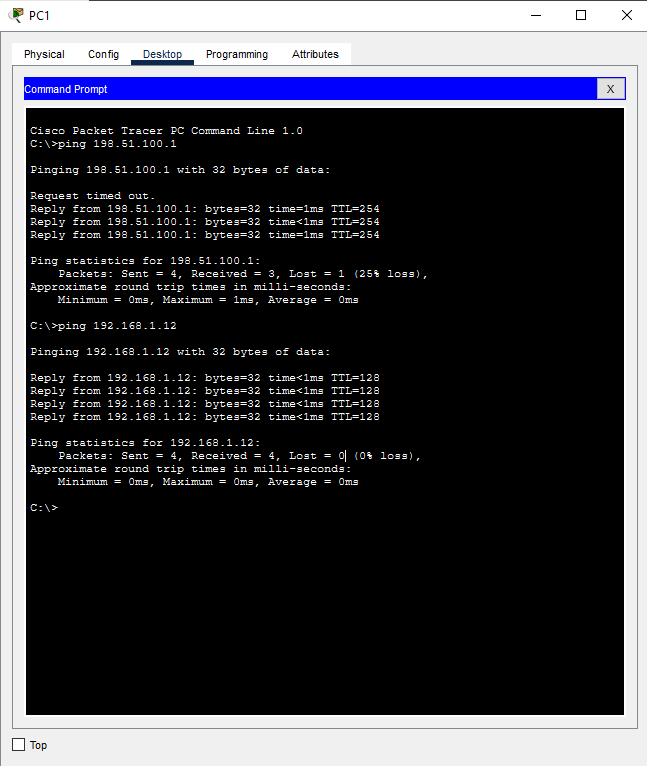 PC1
Physical Config Desktop Programming Attributes
Command Prompt X
Cisco Packet Tracer PC Command Line 1.0
C:\>ping 198.51.100.1
Pinging 198.51.100.1 with 32 bytes of data:
Request timed out.
Reply from 198.51.100.1: bytes=32 time=1ms TTL=254
Reply from 198.51.100.1: bytes=32 time<1ms TTL=254
Reply from 198.51.100.1: bytes=32 time=1ms TTL=254
Ping statistics for 198.51.100.1:
Packets: Sent = 4, Received = 3, Lost = 1 (25% loss),
Approximate round trip times in milli-seconds:
Minimum = 0ms, Maximum = 1ms, Average = 0ms
C:\>ping 192.168.1.12
Pinging 192.168.1.12 with 32 bytes of data:
Reply from 192.168.1.12: bytes=32 time<1ms TTL=128
Reply from 192.168.1.12: bytes=32 time<1ms TTL=128
Reply from 192.168.1.12: bytes=32 time<1ms TTL=128
Reply from 192.168.1.12: bytes=32 time<1ms TTL=128
Ping statistics for 192.168.1.12:
Packets: Sent = 4, Received = 4, Lost = 0 (0% loss),
Approximate round trip times in milli-seconds:
Minimum = 0ms, Maximum = 0ms, Average = 0ms
C:\>
Top